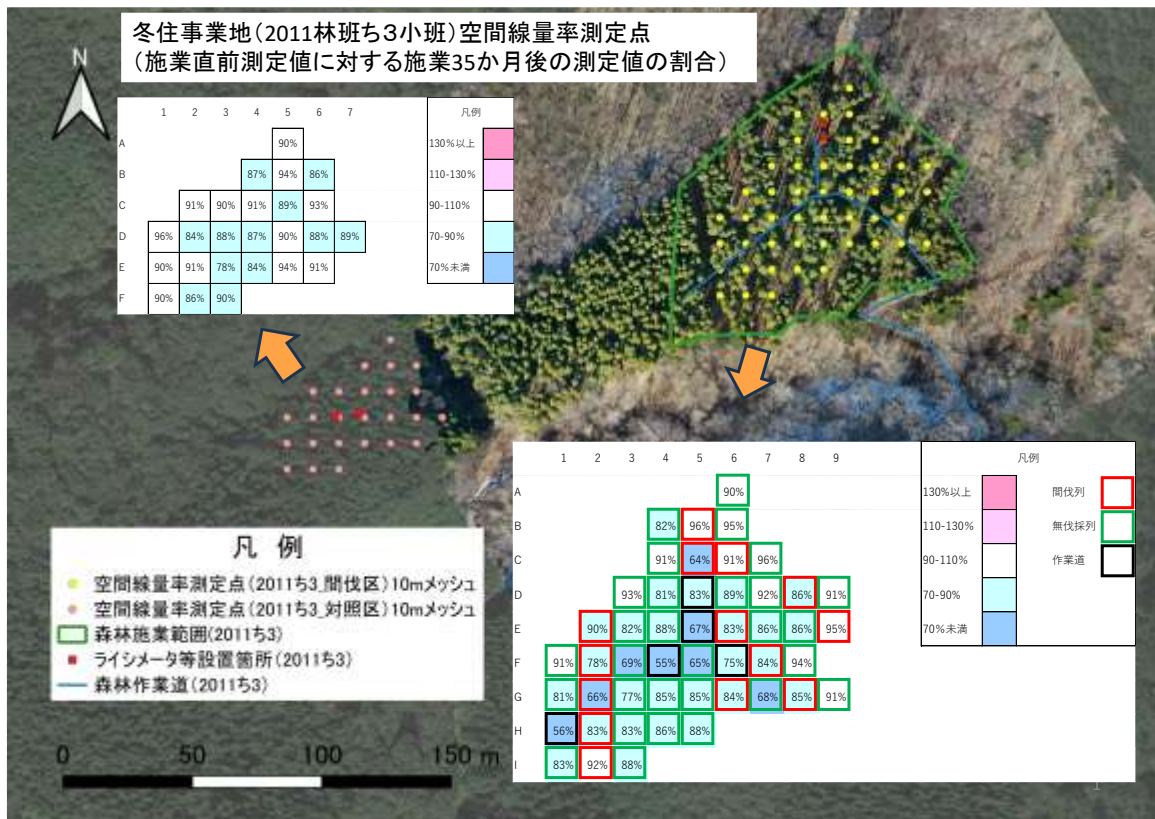 冬住事業地(2011林班ち3小班)空間線量率測定点
(施業直前測定値に対する施業35か月後の測定値の割合)
N
1 2 3 4 5 6 7
A 90%
B 87% 94% 86%
C 91% 90% 91% 89% 93%
D 96% 84% 88% 87% 90% 88% 89%
E 90% 91% 78% 84% 94% 91%
F 90% 86% 90%
凡例
130%以上
110-130%
90-110%
70-90%
70%未満
1 2 3 4 5 6 7 8 9
A 90%
B 82% 96% 95%
C 91% 64% 91% 96%
D 93% 81% 83% 89% 92% 86% 91%
E 90% 82% 88% 67% 83% 86% 86% 95%
F 91% 78% 69% 55% 65% 75% 84% 94%
G 81% 66% 77% 85% 85% 84% 68% 85% 91%
H 56% 83% 83% 86% 88%
I 83% 92% 88%
凡例
130%以上 間伐列
110-130% 無伐採列
90-110% 作業道
70-90%
70%未満
凡 例
空間線量率測定点(2011ち3_間伐区)10mメッシュ
空間線量率測定点(2011ち3_対照区)10mメッシュ
森林施業範囲(2011ち3)
ライシメータ等設置箇所(2011ち3)
森林作業道(2011ち3)
0 50 100 150 m
1